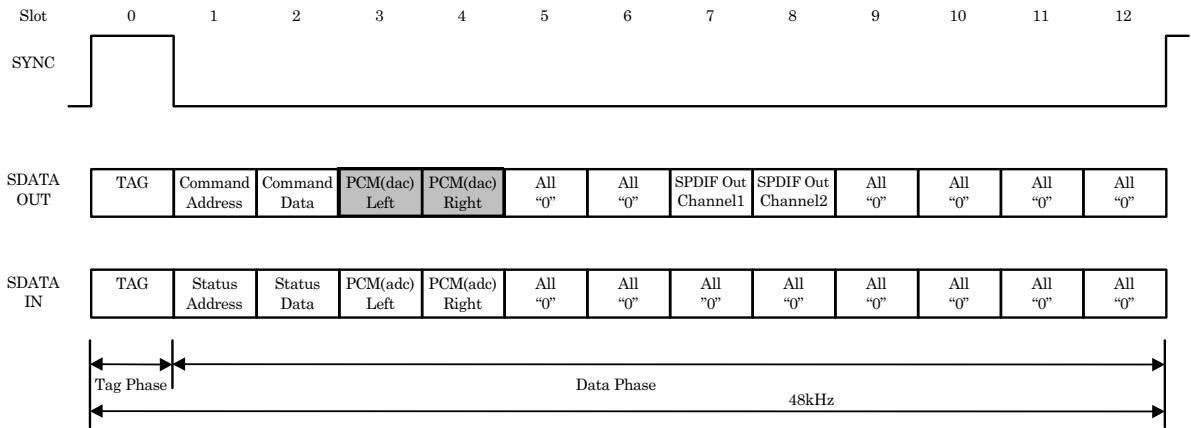 Slot 0 1 2 3 4 5 6 7 8 9 10 11 12
SYNC
SDATA OUT
TAG
Command Address
Command Data
PCM(dac) Left
PCM(dac) Right
All “0”
All “0”
SPDIF Out Channel1
SPDIF Out Channel2
All “0”
All “0”
All “0”
All “0”
SDATA IN
TAG
Status Address
Status Data
PCM(adc) Left
PCM(adc) Right
All “0”
All “0”
All ”0”
All “0”
All “0”
All “0”
All “0”
All “0”
Tag Phase
Data Phase
48kHz